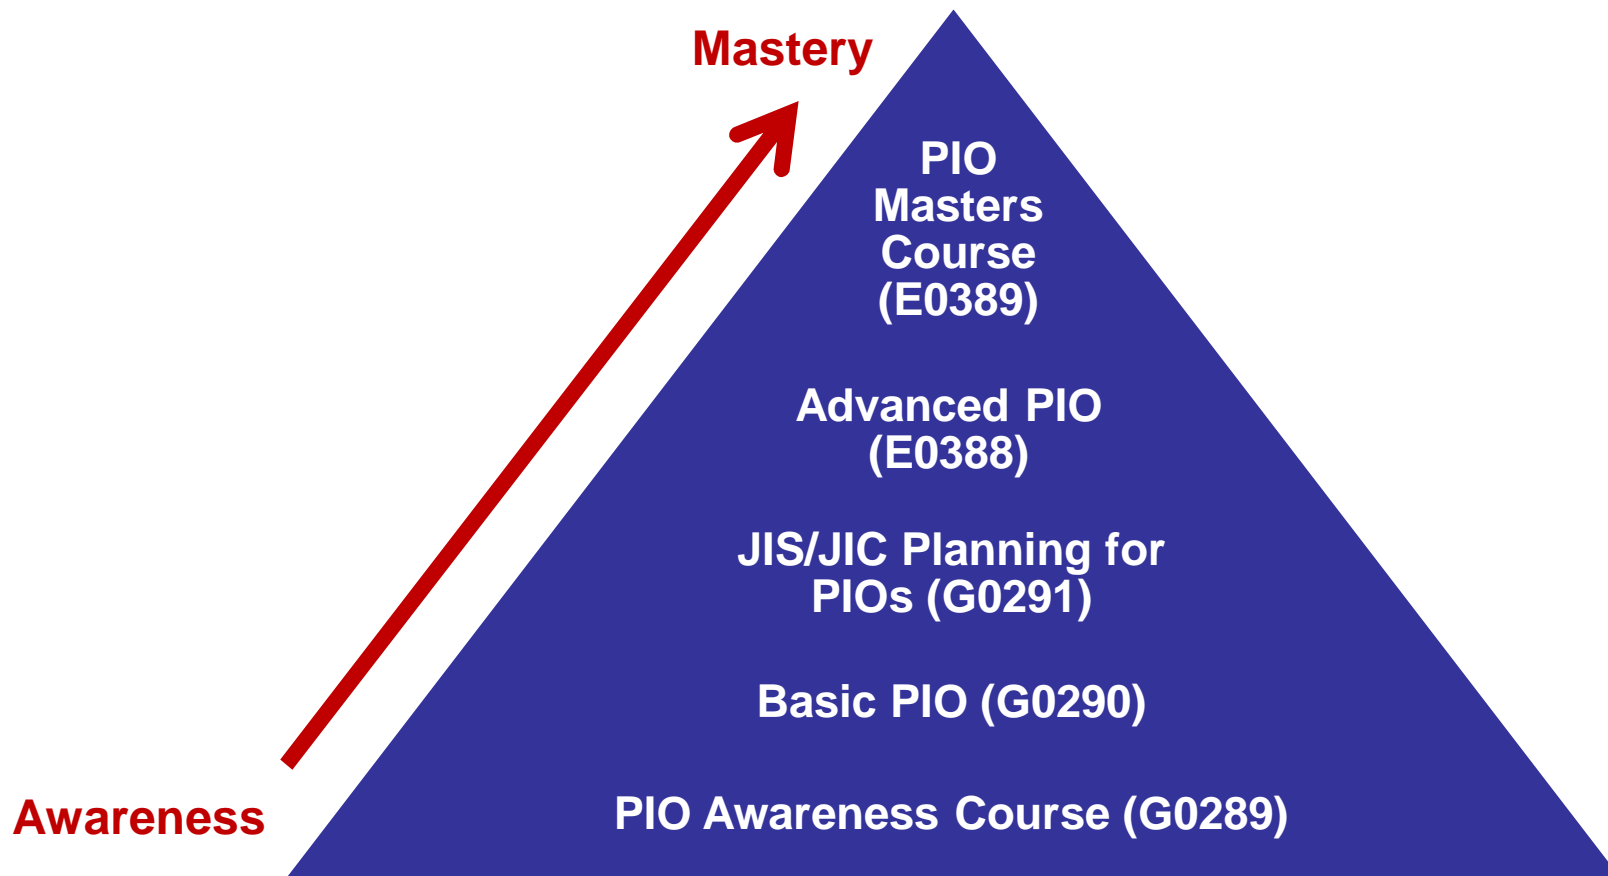 Mastery
PIO
Masters
Course
(E0389)
Advanced PIO
(E0388)
JIS/JIC Planning for
PIOs (G0291)
Basic PIO (G0290)
PIO Awareness Course (G0289)
Awareness